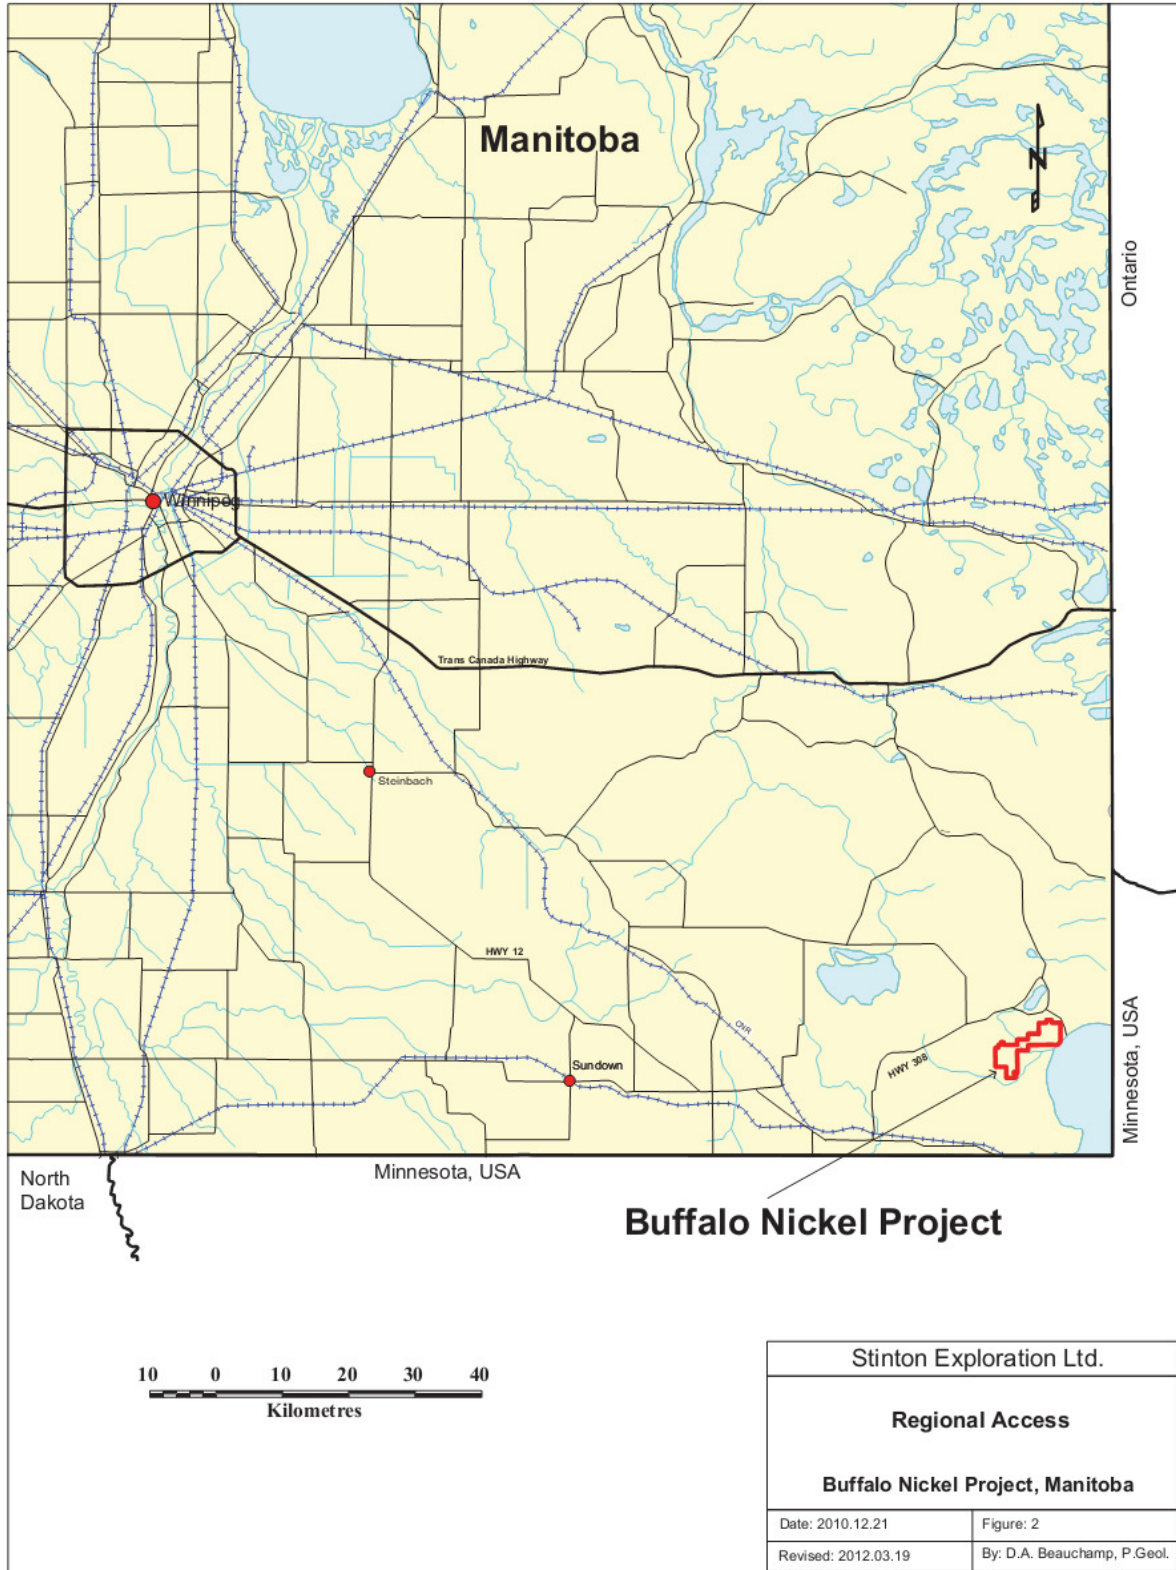 Manitoba
N
Ontario
Winnipeg
Trans Canada Highway
Steinbach
HWY 12
OVR
Sundown
HWY 308
Minnesota, USA
North
Dakota
Minnesota, USA
Buffalo Nickel Project
10 0 10 20 30 40
Kilometres
Stinton Exploration Ltd.
Regional Access
Buffalo Nickel Project, Manitoba
Date: 2010.12.21
Figure: 2
Revised: 2012.03.19
By: D.A. Beauchamp, P.Geol.